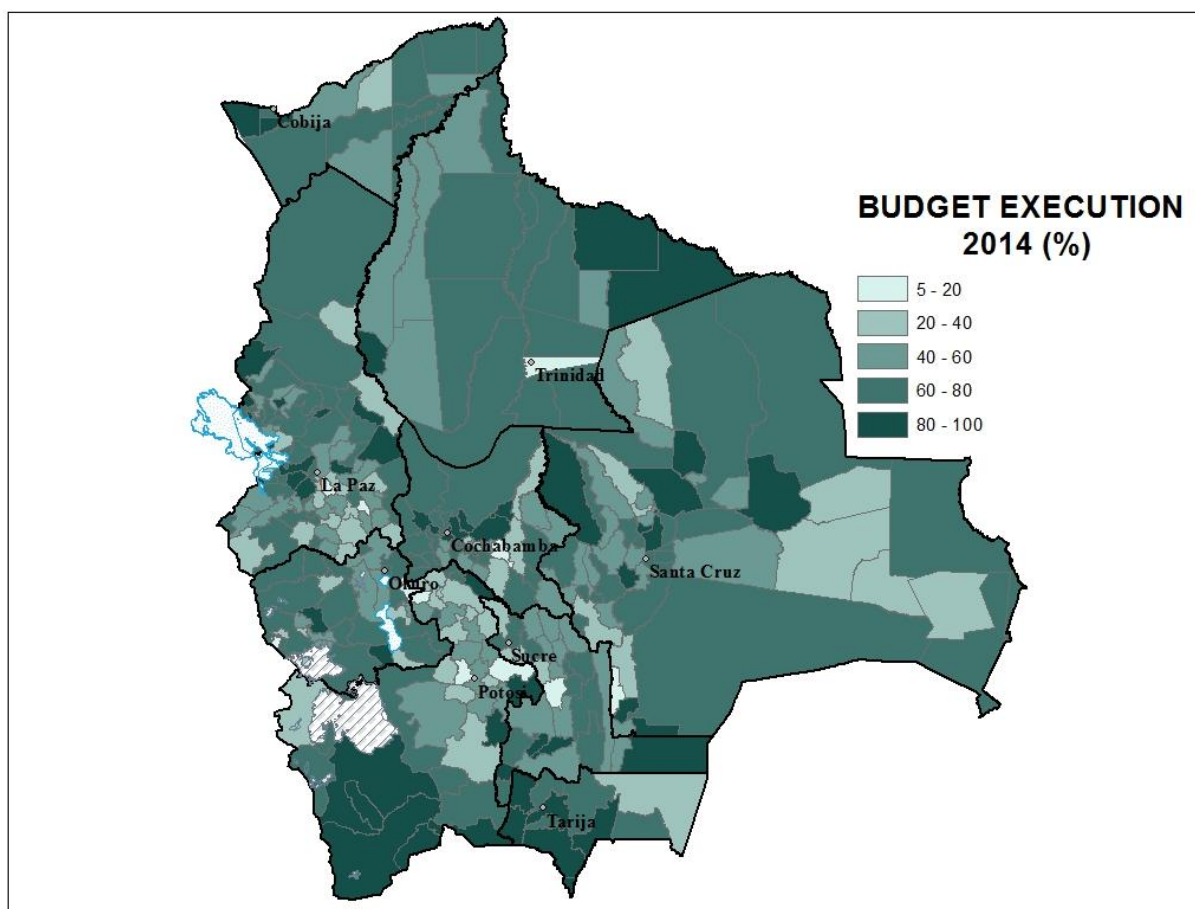 Cobija
BUDGET EXECUTION
2014 (%)
5 - 20
20 - 40
40 - 60
60 - 80
80 - 100
Trinidad
La Paz
Cochabamba
Santa Cruz
Oruro
Sucre
Potosi
Tarija